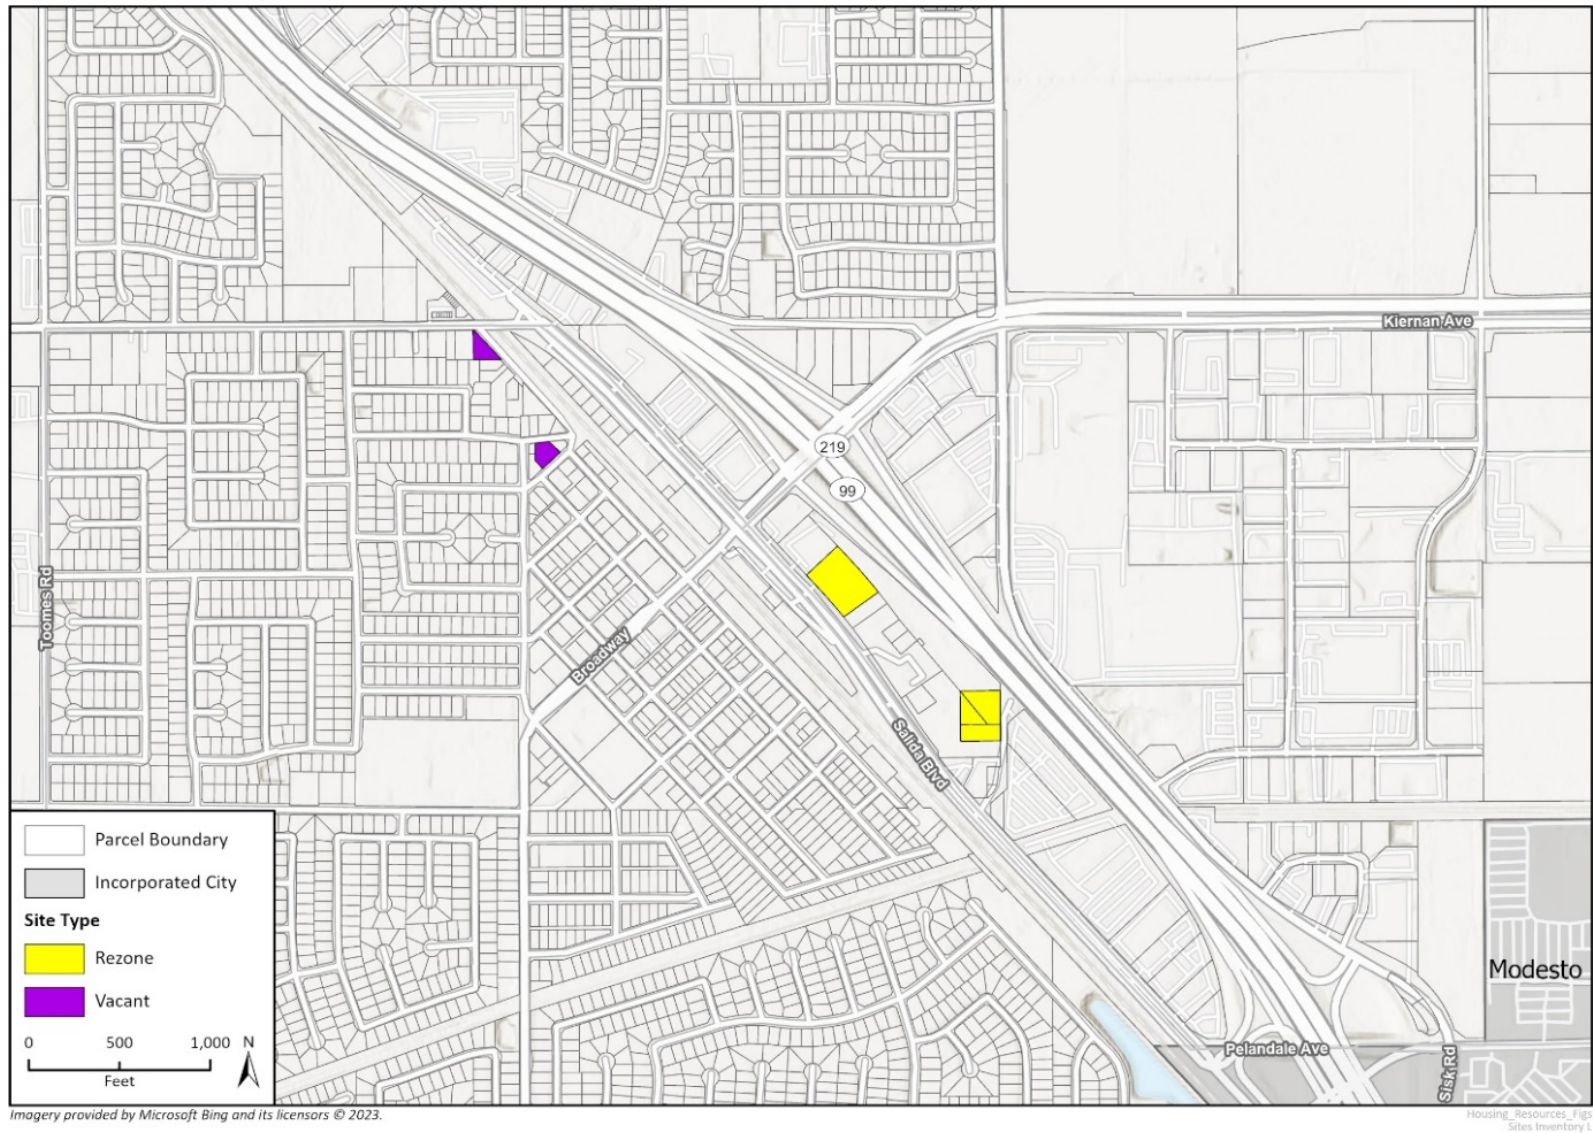 Kiernan Ave
219
99
Toomes Rd
Broadway
Salida Blvd
Parcel Boundary
Incorporated City
Site Type
Rezone
Vacant
0 500 1,000 N
Feet
Modesto
Pelandale Ave
Sisk Rd
Imagery provided by Microsoft Bing and its licensors © 2023.
Housing_Resources_Figs
Sites Inventory